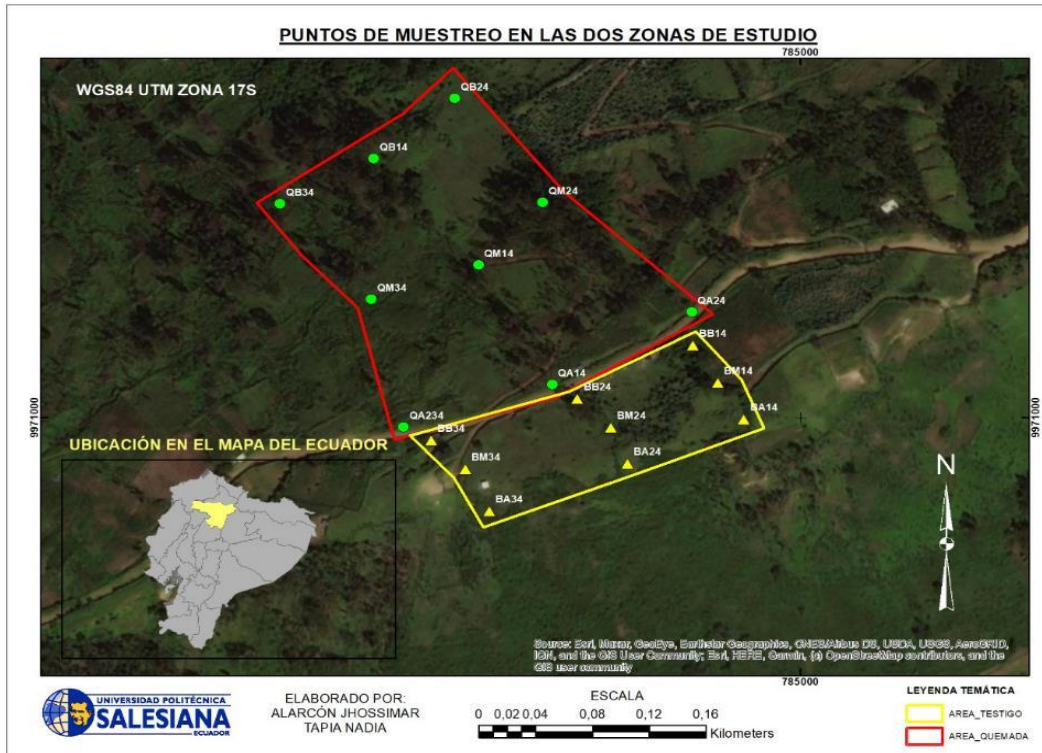 PUNTOS DE MUESTREO EN LAS DOS ZONAS DE ESTUDIO
785000
WGS84 UTM ZONA 17S
QB24
QB14
QB34
QM24
QM14
QM34
QA24
BB14
BM14
QA14
BB24
BA14
9971000
9971000
QA234
BB34
BM24
UBICACIÓN EN EL MAPA DEL ECUADOR
BM34
BA24
N
BA34
Source: Esri, Maxar, GeoEye, Earthstar Geographics, CNES/Airbus DS, USDA, USGS, AeroGRID,
IGN, and the GIS User Community; Esri, HERE, Garmin, (c) OpenStreetMap contributors, and the
GIS user community
785000
UNIVERSIDAD POLITÉCNICA
SALESIANA
ECUADOR
ELABORADO POR:
ALARCÓN JHOSSIMAR
TAPIA NADIA
ESCALA
0 0,02 0,04 0,08 0,12 0,16
Kilometers
LEYENDA TEMÁTICA
AREA_TESTIGO
AREA_QUEMADA